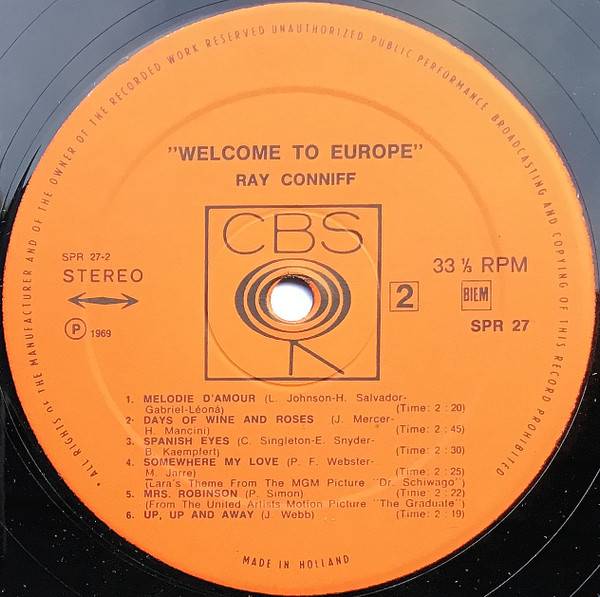 * ALL RIGHTS OF THE MANUFACTURER AND OF THE OWNER OF THE RECORDED WORK RESERVED UNAUTHORIZED PUBLIC PERFORMANCE BROADCASTING AND COPYING OF THIS RECORD PROHIBITED
"WELCOME TO EUROPE"
RAY CONNIFF
CBS
SPR 27-2
STEREO
2
33⅓ RPM
BIEM
SPR 27
P 1969
1. MELODIE D'AMOUR (L. Johnson-H. Salvador-
Gabriel-Léoná) (Time: 2 : 20)
2. DAYS OF WINE AND ROSES (J. Mercer-
H. Mancini) (Time: 2 : 45)
3. SPANISH EYES (C. Singleton-E. Snyder-
B. Kaempfert) (Time: 2 : 30)
4. SOMEWHERE MY LOVE (P. F. Webster-
M. Jarre) (Time: 2 : 25)
(Lara's Theme From The MGM Picture "Dr. Schiwago")
5. MRS. ROBINSON (P. Simon) (Time: 2 : 22)
(From The United Artists Motion Picture "The Graduate")
6. UP, UP AND AWAY (J. Webb) (Time: 2 : 19)
MADE IN HOLLAND